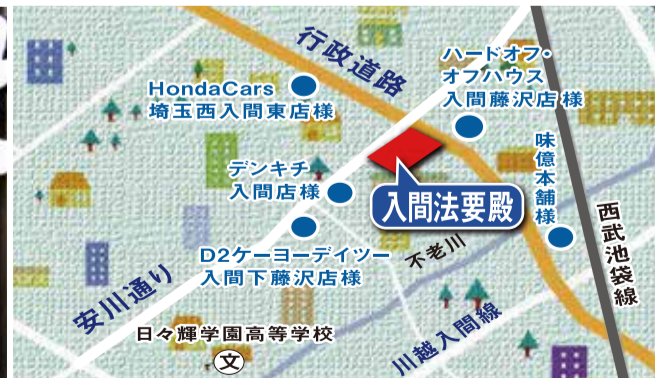 行政道路
ハードオフ・
オフハウス
入間藤沢店様
HondaCars
埼玉西入間東店様
味億本舗様
デンキチ
入間店様
入間法要殿
西武池袋線
D2ケーヨーデイツー
入間下藤沢店様
不老川
安川通り
川越入間線
日々輝学園高等学校
文